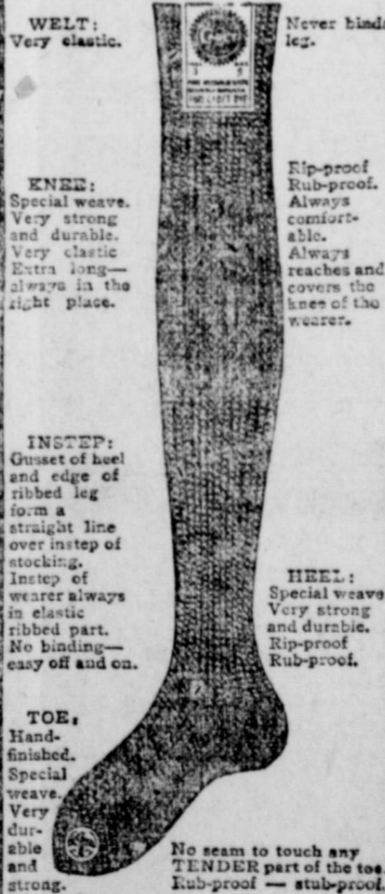 WELT:
Very elastic.
Never binds
leg.
KNEE:
Special weave.
Very strong
and durable.
Very elastic
Extra long—
always in the
right place.
Rip-proof
Rub-proof.
Always
comfort-
able.
Always
reaches and
covers the
knee of the
wearer.
INSTEP:
Gusset of heel
and edge of
ribbed leg
form a
straight line
over instep of
stocking.
Instep of
wearer always
in elastic
ribbed part.
No binding—
easy off and on.
HEEL:
Special weave
Very strong
and durable.
Rip-proof
Rub-proof.
TOE:
Hand-
finished.
Special
weave.
Very
dur-
able
and
strong.
No seam to touch any
TENDER part of the toe
Rub-proof — stub-proof